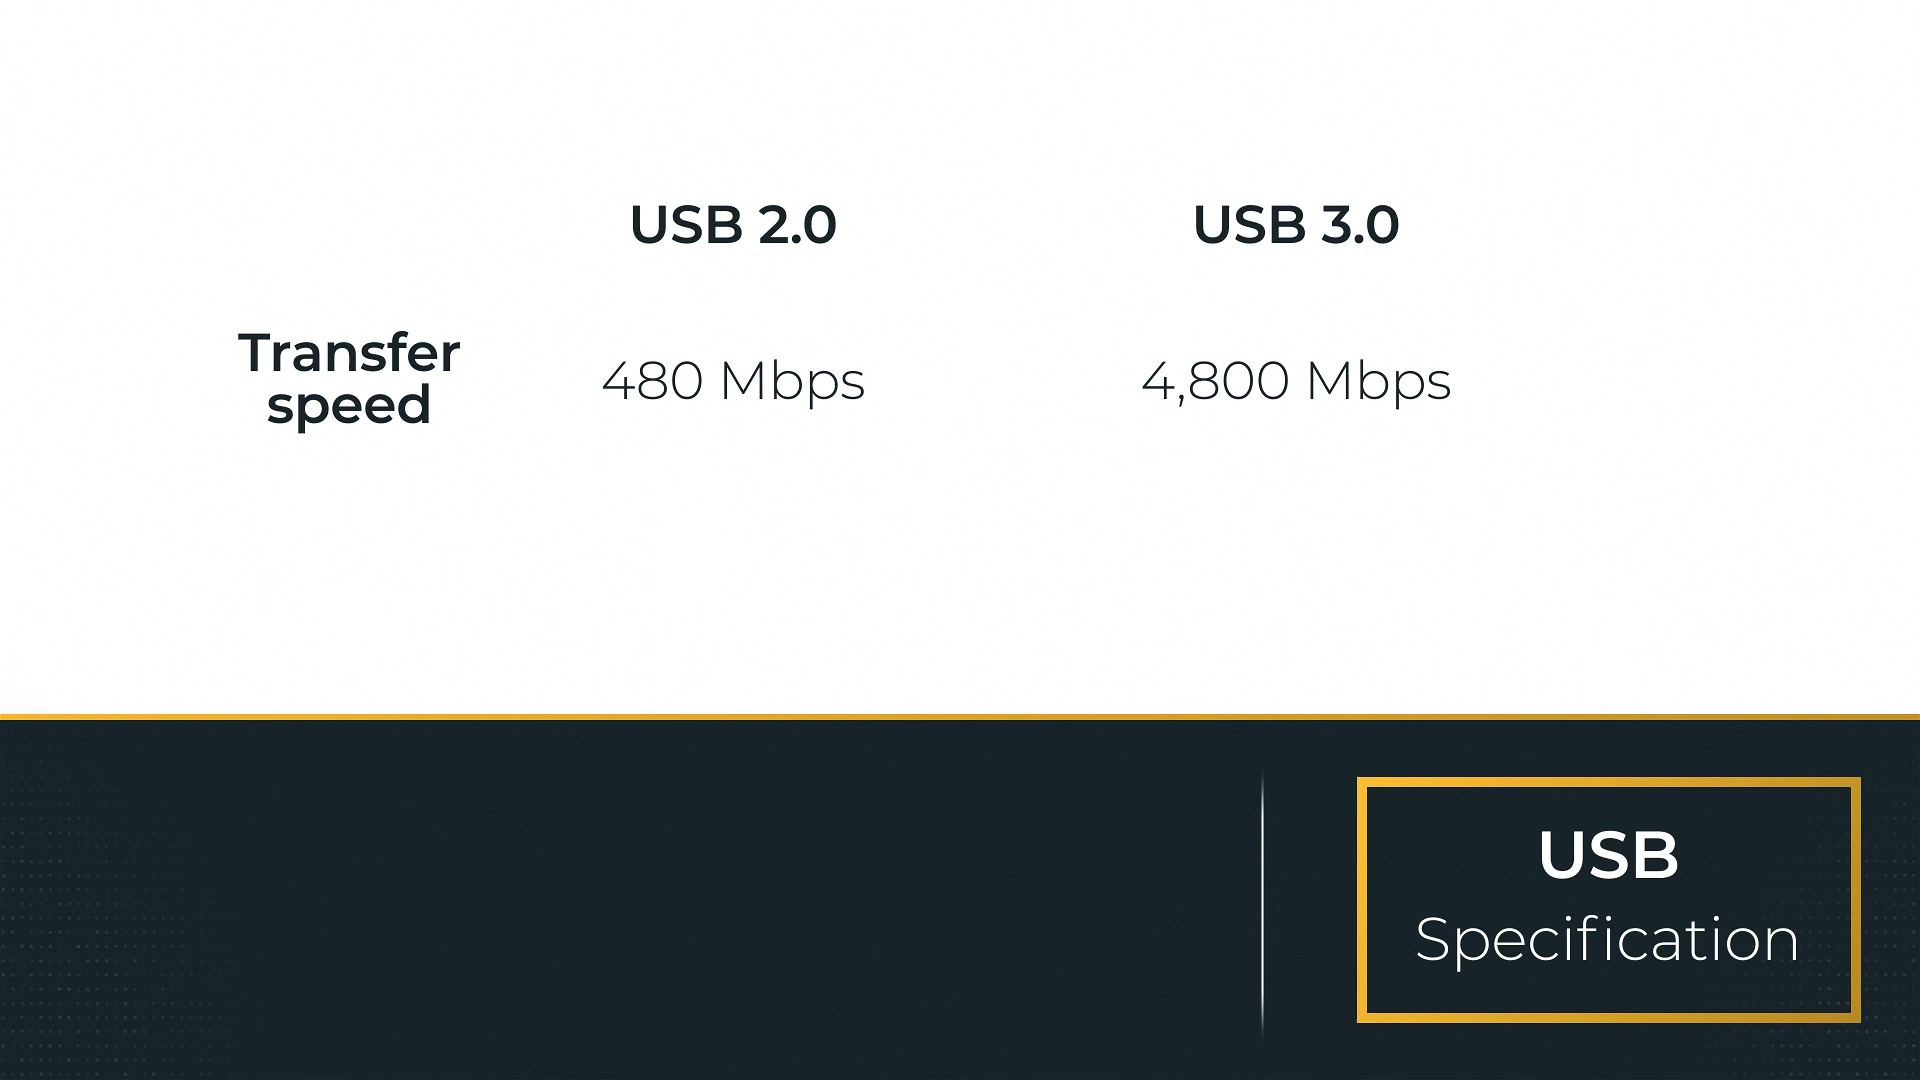 USB 2.0 USB 3.0
Transfer
speed
480 Mbps 4,800 Mbps
USB
Specification